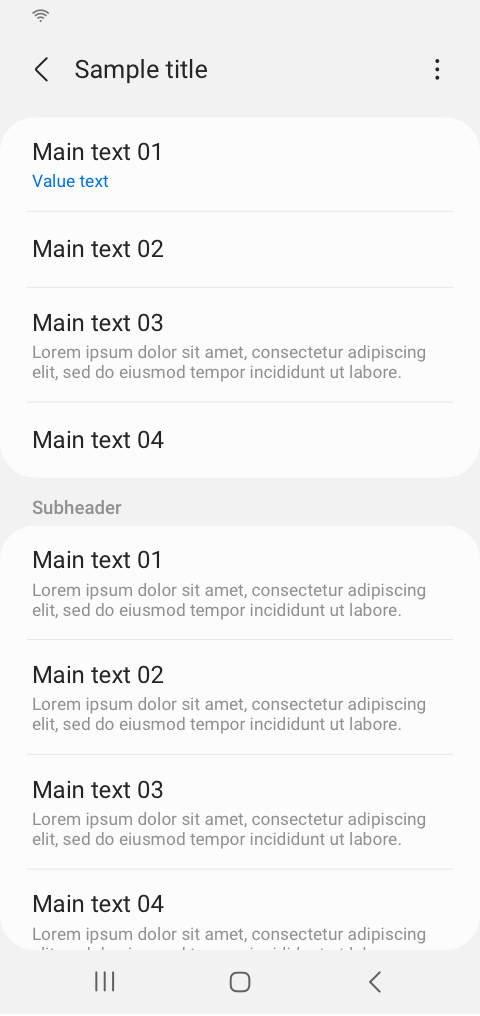 Sample title
Main text 01
Value text
Main text 02
Main text 03
Lorem ipsum dolor sit amet, consectetur adipiscing
elit, sed do eiusmod tempor incididunt ut labore.
Main text 04
Subheader
Main text 01
Lorem ipsum dolor sit amet, consectetur adipiscing
elit, sed do eiusmod tempor incididunt ut labore.
Main text 02
Lorem ipsum dolor sit amet, consectetur adipiscing
elit, sed do eiusmod tempor incididunt ut labore.
Main text 03
Lorem ipsum dolor sit amet, consectetur adipiscing
elit, sed do eiusmod tempor incididunt ut labore.
Main text 04
Lorem ipsum dolor sit amet, consectetur adipiscing